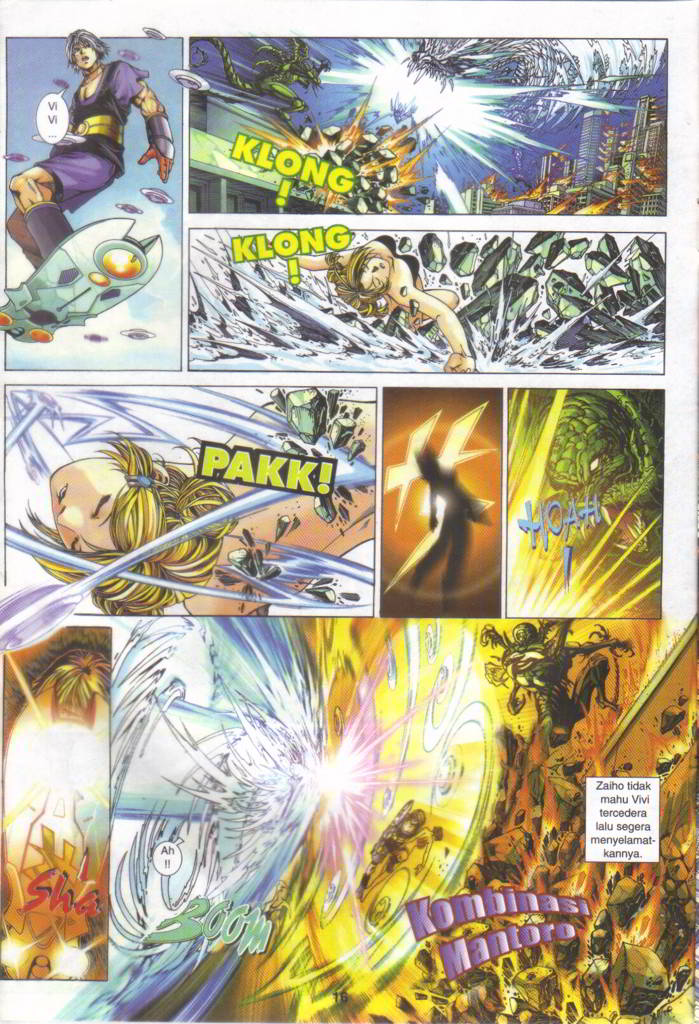 Vi
Vi
...
KLONG
!
KLONG
!
PAKK!
HOAH
!
Sha
Ah
!!
BOOM
Zaiho tidak
mahu Vivi
tercedera
lalu segera
menyelamat-
kannya.
Kombinasi
Mantoro
16